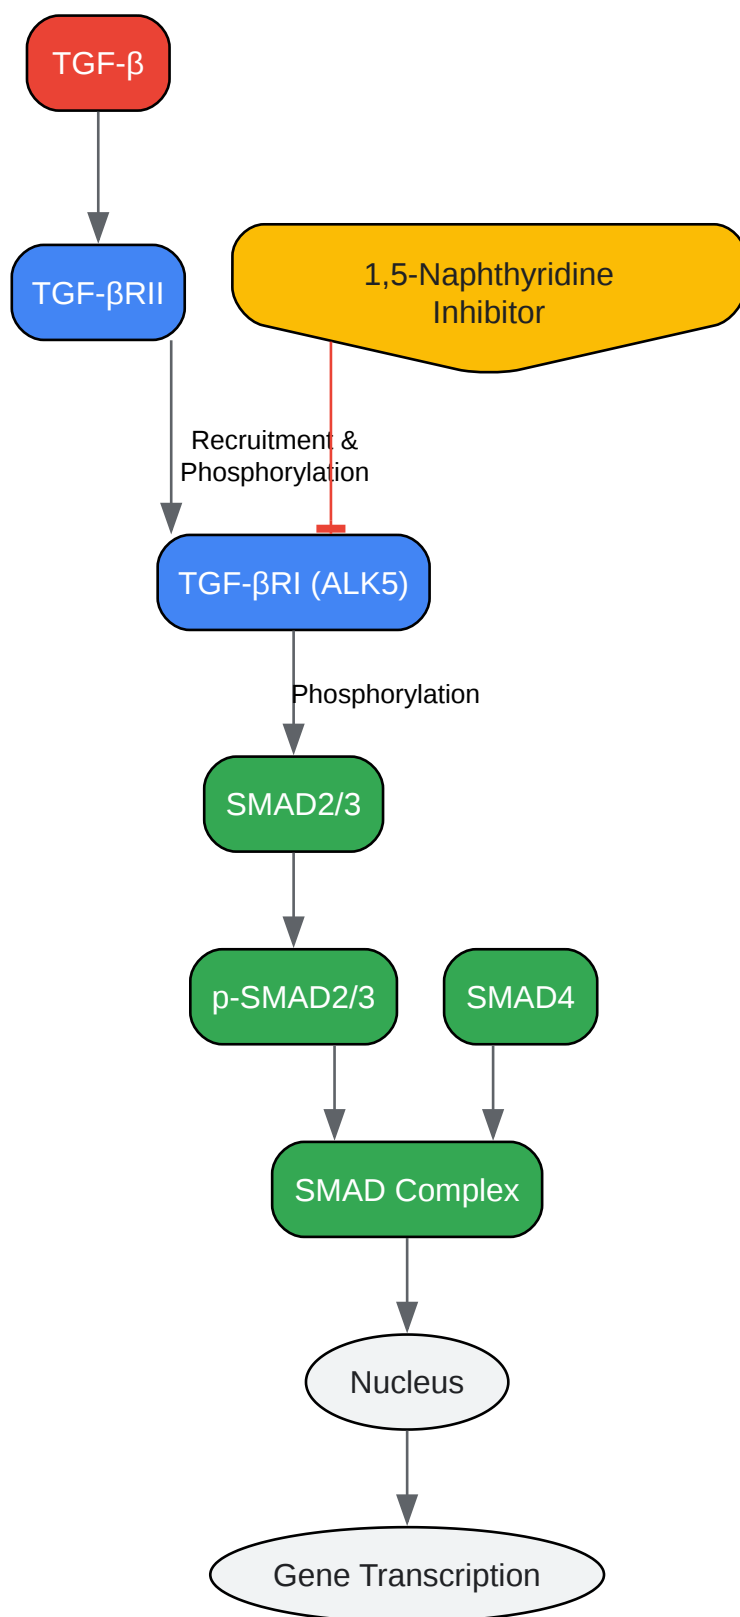 TGF-β
TGF-βRII
1,5-Naphthyridine
Inhibitor
Recruitment &
Phosphorylation
TGF-βRI (ALK5)
Phosphorylation
SMAD2/3
p-SMAD2/3
SMAD4
SMAD Complex
Nucleus
Gene Transcription